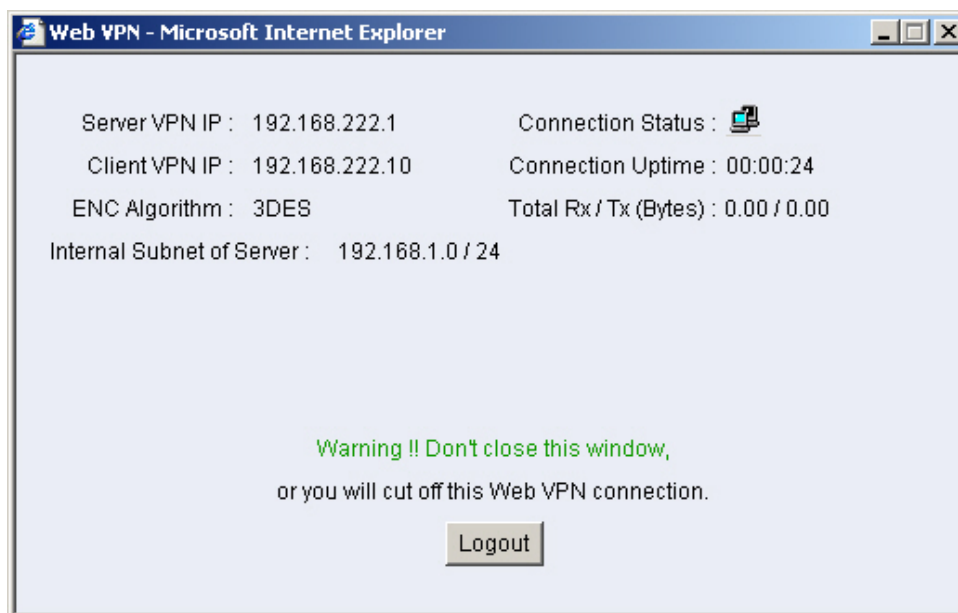 Web VPN - Microsoft Internet Explorer
Server VPN IP : 192.168.222.1 Connection Status :
Client VPN IP : 192.168.222.10 Connection Uptime : 00:00:24
ENC Algorithm : 3DES Total Rx / Tx (Bytes) : 0.00 / 0.00
Internal Subnet of Server : 192.168.1.0 / 24
Warning !! Don't close this window,
or you will cut off this Web VPN connection.
Logout